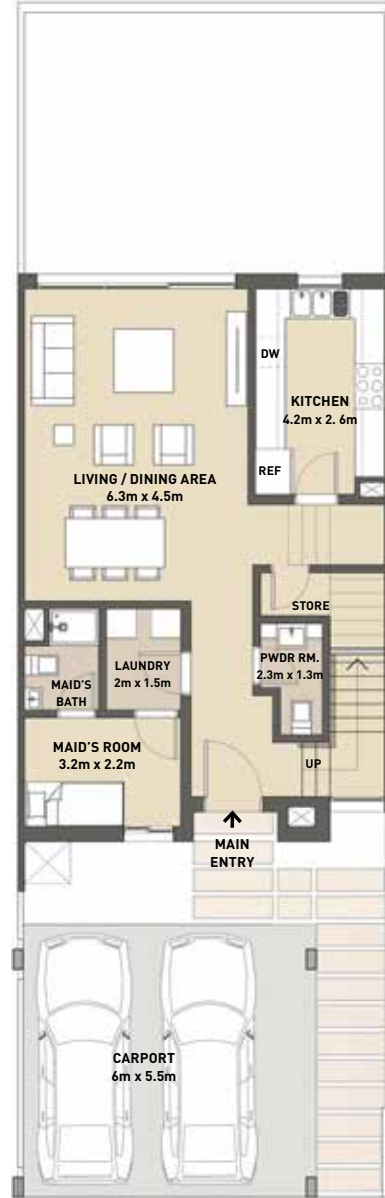 DW
KITCHEN
4.2m x 2. 6m
REF
LIVING / DINING AREA
6.3m x 4.5m
STORE
LAUNDRY
2m x 1.5m
PWDR RM.
2.3m x 1.3m
MAID'S
BATH
MAID'S ROOM
3.2m x 2.2m
UP
MAIN
ENTRY
CARPORT
6m x 5.5m